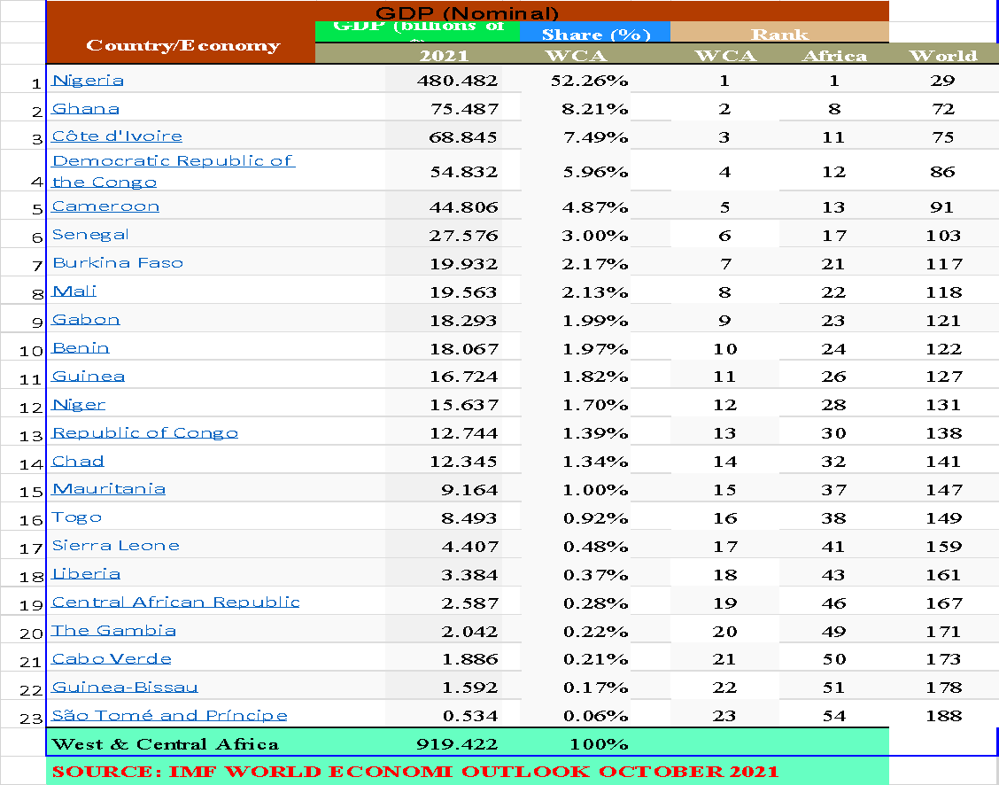 GDP (Nominal)
Country/Economy GDP (billions of Share (%) Rank
2021 WCA WCA Africa World
1 Nigeria 480.482 52.26% 1 1 29
2 Ghana 75.487 8.21% 2 8 72
3 Côte d'Ivoire 68.845 7.49% 3 11 75
Democratic Republic of
4 the Congo 54.832 5.96% 4 12 86
5 Cameroon 44.806 4.87% 5 13 91
6 Senegal 27.576 3.00% 6 17 103
7 Burkina Faso 19.932 2.17% 7 21 117
8 Mali 19.563 2.13% 8 22 118
9 Gabon 18.293 1.99% 9 23 121
10 Benin 18.067 1.97% 10 24 122
11 Guinea 16.724 1.82% 11 26 127
12 Niger 15.637 1.70% 12 28 131
13 Republic of Congo 12.744 1.39% 13 30 138
14 Chad 12.345 1.34% 14 32 141
15 Mauritania 9.164 1.00% 15 37 147
16 Togo 8.493 0.92% 16 38 149
17 Sierra Leone 4.407 0.48% 17 41 159
18 Liberia 3.384 0.37% 18 43 161
19 Central African Republic 2.587 0.28% 19 46 167
20 The Gambia 2.042 0.22% 20 49 171
21 Cabo Verde 1.886 0.21% 21 50 173
22 Guinea-Bissau 1.592 0.17% 22 51 178
23 São Tomé and Príncipe 0.534 0.06% 23 54 188
West & Central Africa 919.422 100%
SOURCE: IMF WORLD ECONOMI OUTLOOK OCTOBER 2021